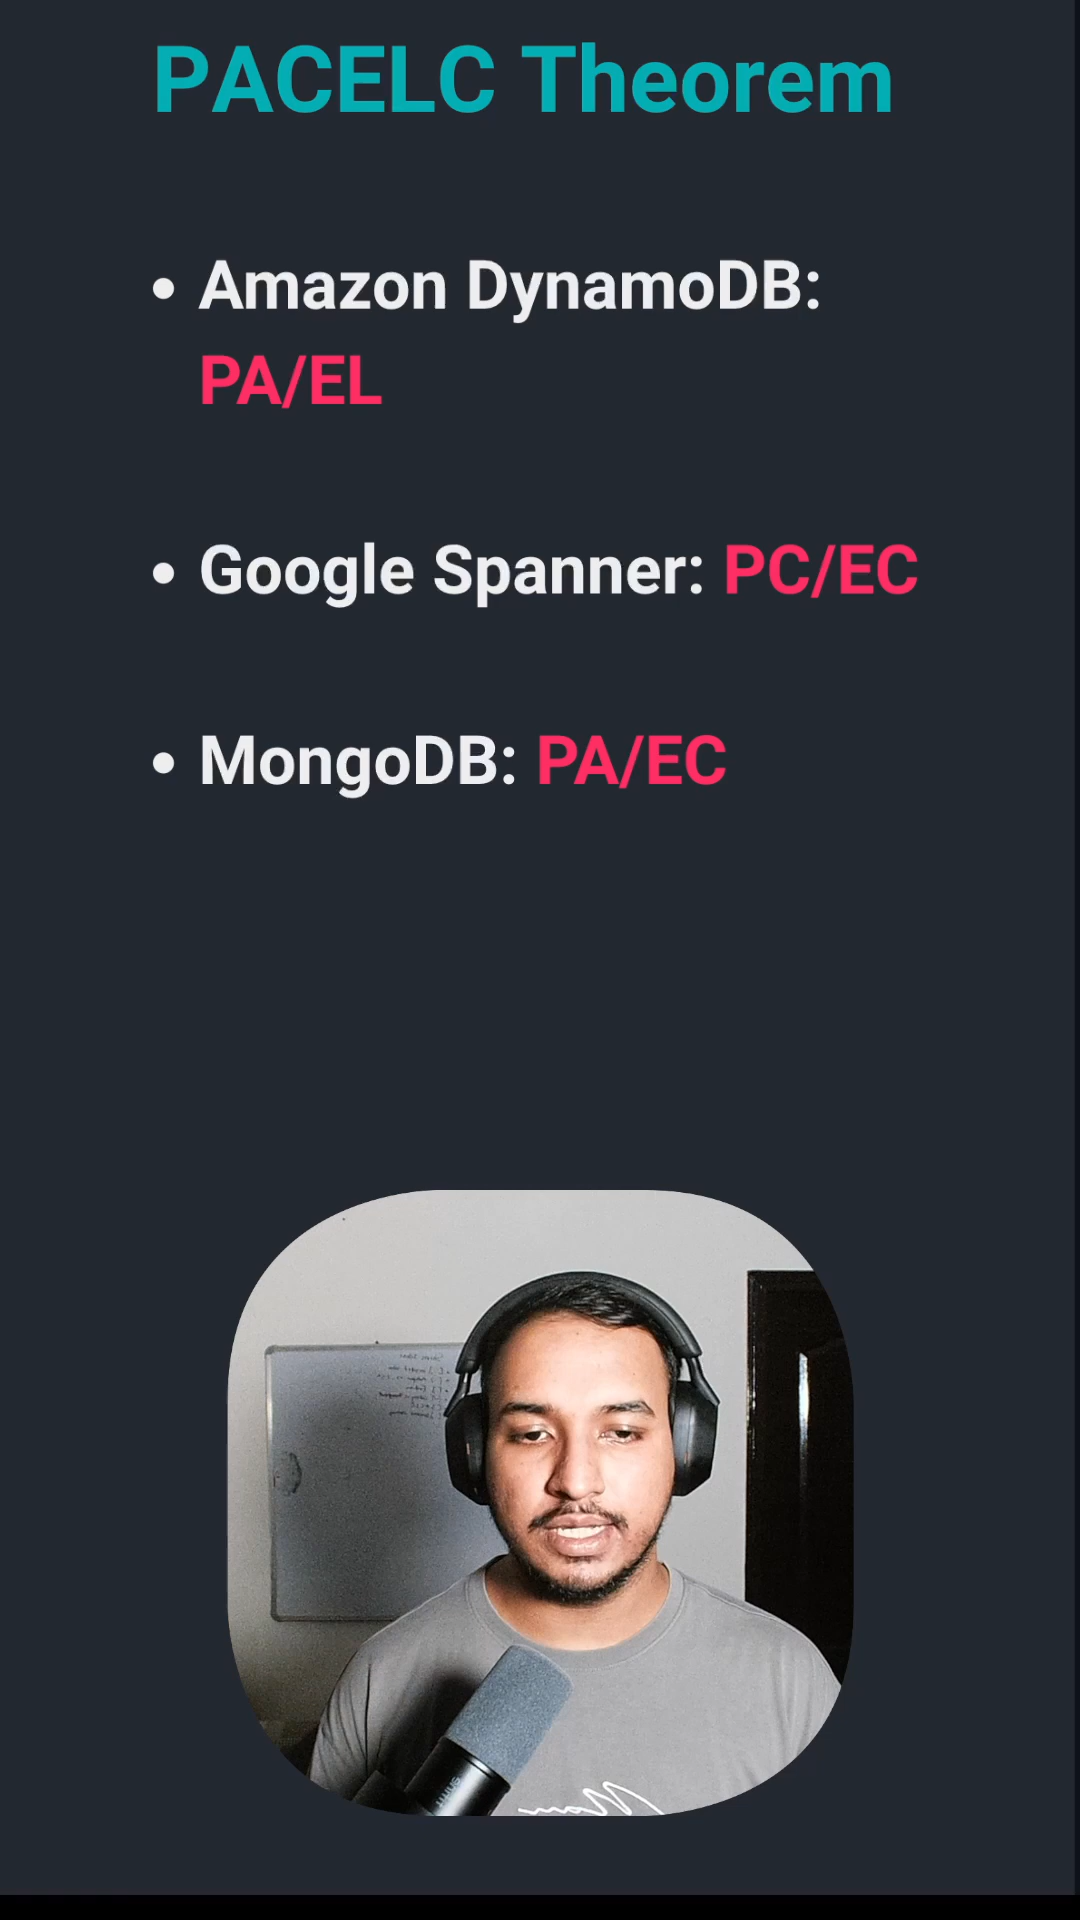 PACELC Theorem
• Amazon DynamoDB:
PA/EL
• Google Spanner: PC/EC
• MongoDB: PA/EC